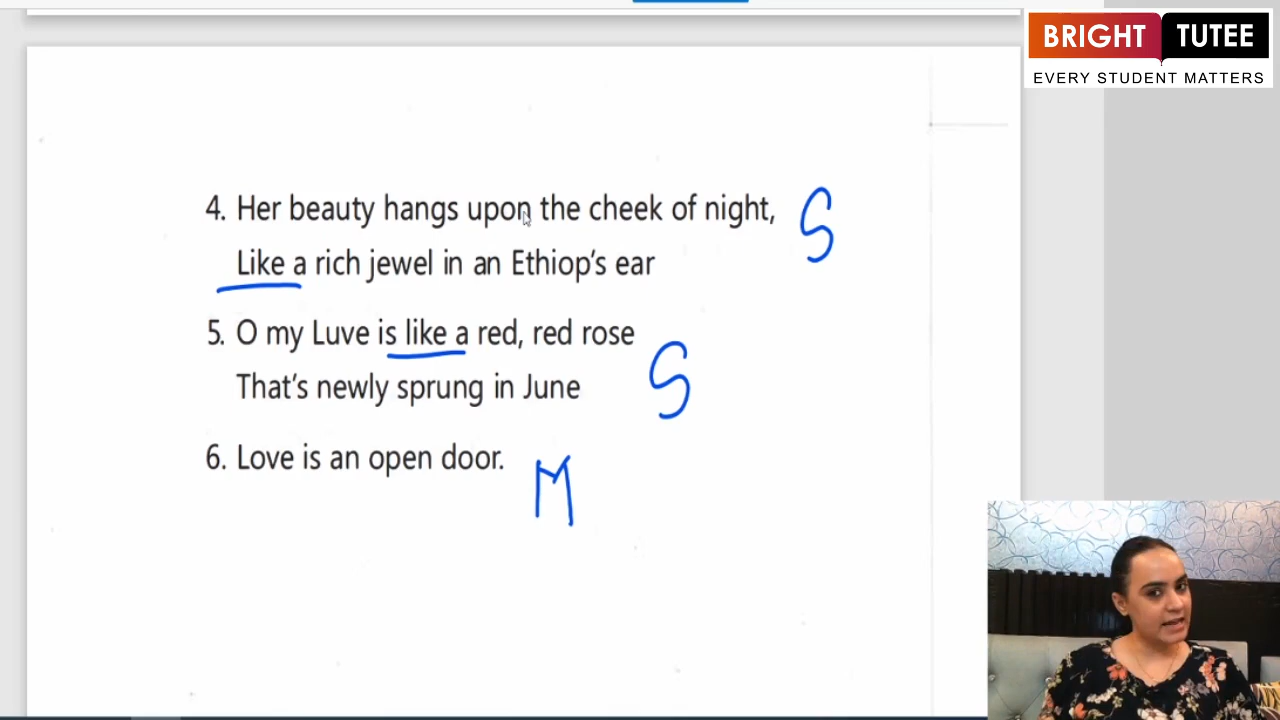 BRIGHT TUTEE
EVERY STUDENT MATTERS
4. Her beauty hangs upon the cheek of night, S
Like a rich jewel in an Ethiop's ear
5. O my Luve is like a red, red rose
That's newly sprung in June S
6. Love is an open door. M